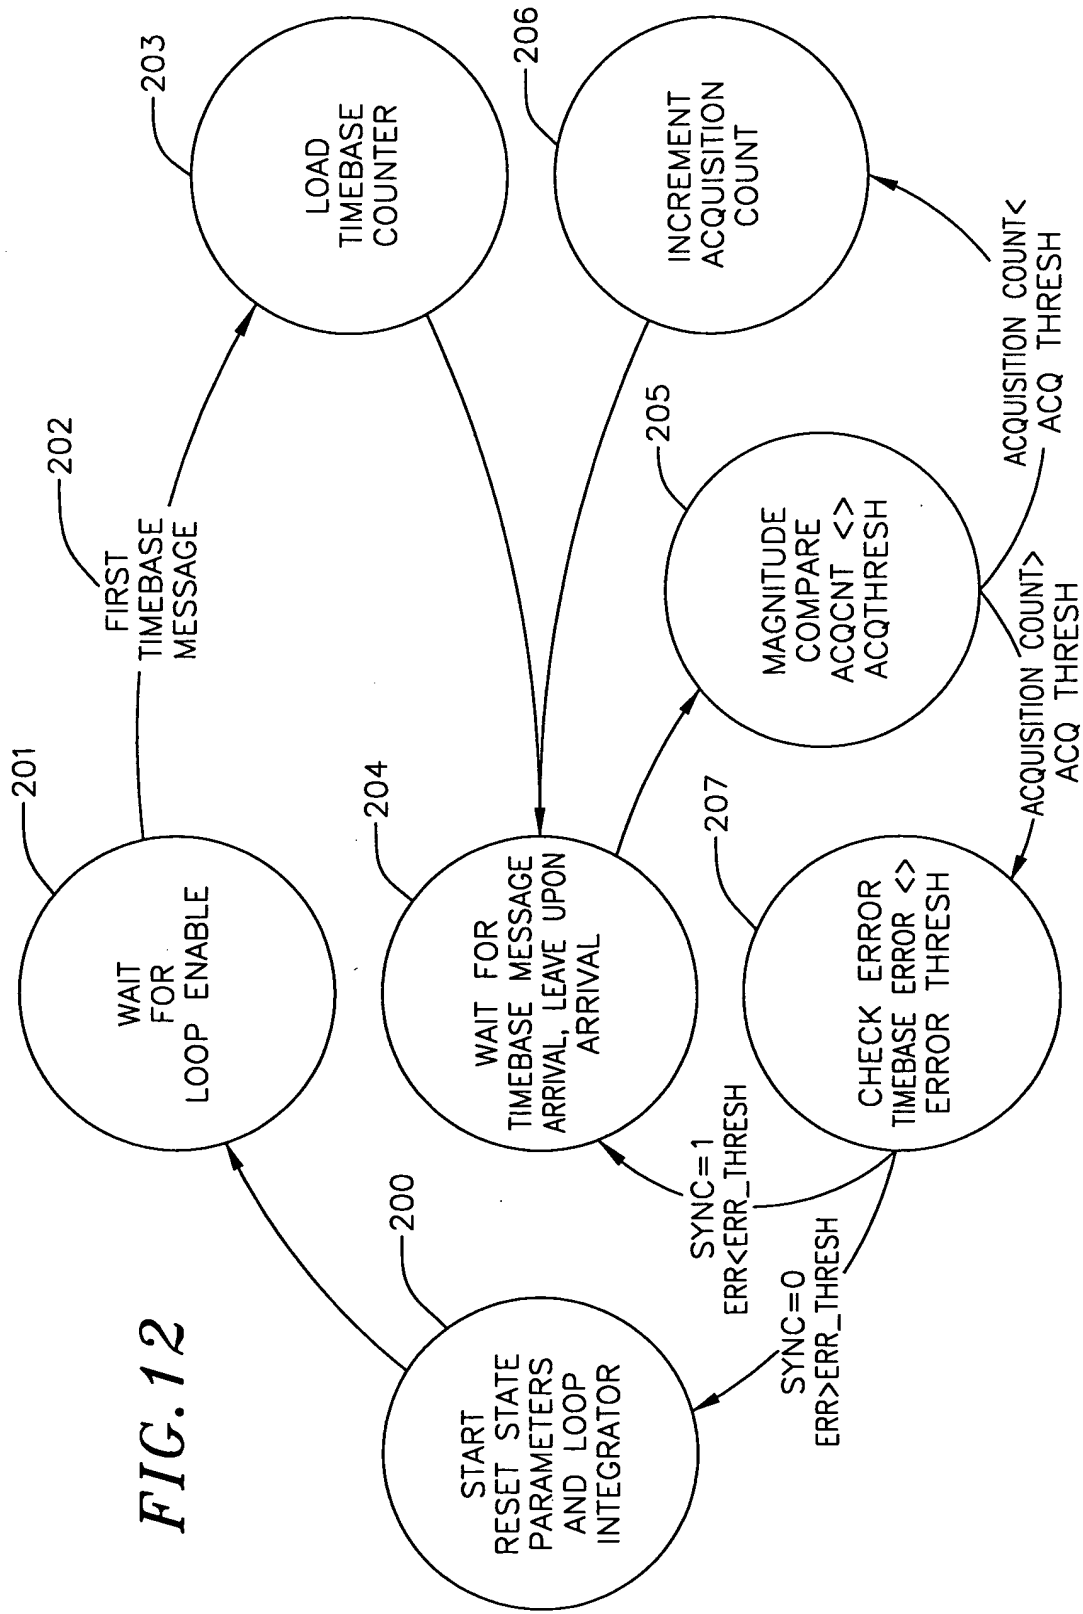 FIG.12
200
START
RESET STATE
PARAMETERS
AND LOOP
INTEGRATOR
201
WAIT
FOR
LOOP ENABLE
202
FIRST
TIMEBASE
MESSAGE
203
LOAD
TIMEBASE
COUNTER
204
WAIT FOR
TIMEBASE MESSAGE
ARRIVAL, LEAVE UPON
ARRIVAL
205
MAGNITUDE
COMPARE
ACQCNT <>
ACQTHRESH
206
INCREMENT
ACQUISITION
COUNT
ACQUISITION COUNT<
ACQ THRESH
ACQUISITION COUNT>
ACQ THRESH
207
CHECK ERROR
TIMEBASE ERROR <>
ERROR THRESH
SYNC=1
ERR<ERR_THRESH
SYNC=0
ERR>ERR_THRESH